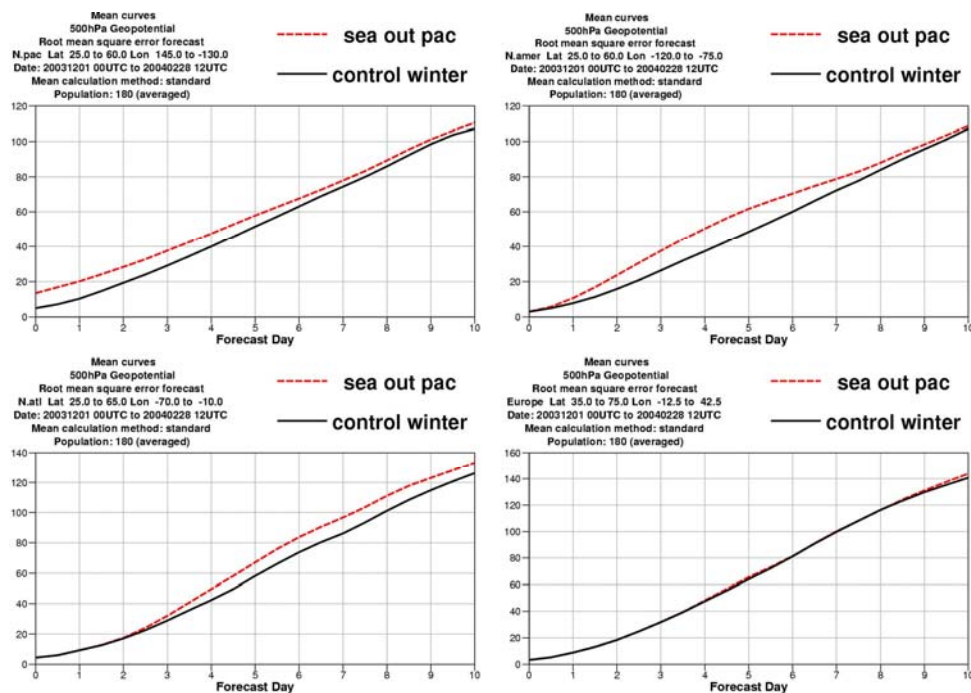 Mean curves
500hPa Geopotential
Root mean square error forecast
N.pac Lat 25.0 to 60.0 Lon 145.0 to -130.0
Date: 20031201 00UTC to 20040228 12UTC
Mean calculation method: standard
Population: 180 (averaged)
sea out pac
control winter
120
100
80
60
40
20
0
0 1 2 3 4 5 6 7 8 9 10
Forecast Day
Mean curves
500hPa Geopotential
Root mean square error forecast
N.amer Lat 25.0 to 60.0 Lon -120.0 to -75.0
Date: 20031201 00UTC to 20040228 12UTC
Mean calculation method: standard
Population: 180 (averaged)
sea out pac
control winter
120
100
80
60
40
20
0
0 1 2 3 4 5 6 7 8 9 10
Forecast Day
Mean curves
500hPa Geopotential
Root mean square error forecast
N.atl Lat 25.0 to 65.0 Lon -70.0 to -10.0
Date: 20031201 00UTC to 20040228 12UTC
Mean calculation method: standard
Population: 180 (averaged)
sea out pac
control winter
140
120
100
80
60
40
20
0
0 1 2 3 4 5 6 7 8 9 10
Forecast Day
Mean curves
500hPa Geopotential
Root mean square error forecast
Europe Lat 35.0 to 75.0 Lon -12.5 to 42.5
Date: 20031201 00UTC to 20040228 12UTC
Mean calculation method: standard
Population: 180 (averaged)
sea out pac
control winter
160
140
120
100
80
60
40
20
0
0 1 2 3 4 5 6 7 8 9 10
Forecast Day